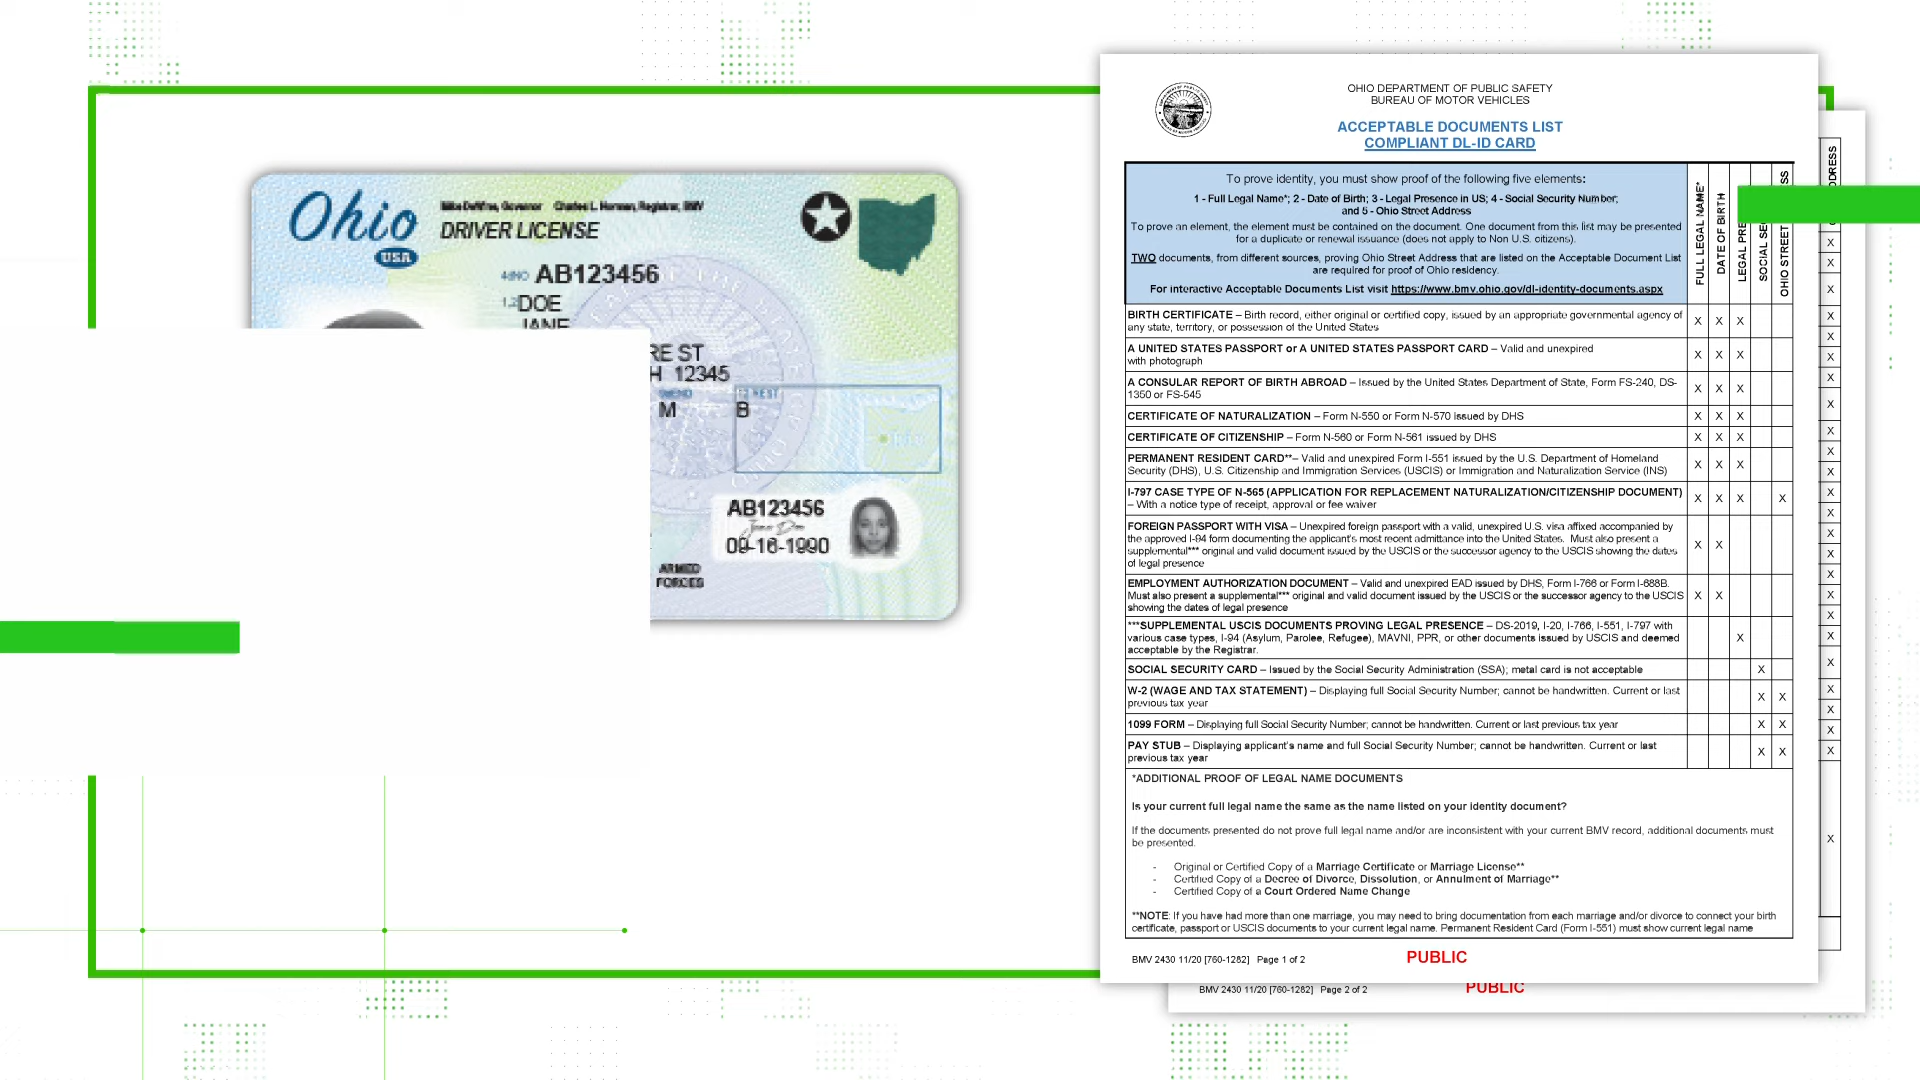 Ohio
USA
Mike DeWine, Governor Charles L. Norman, Registrar, BMV
DRIVER LICENSE
AB123456
DOE
JANE
RE ST
H 12345
M
B
Ohio
AB123456
Jane Doe
09-16-1990
ARMED
FORCES
OHIO DEPARTMENT OF PUBLIC SAFETY
BUREAU OF MOTOR VEHICLES
ACCEPTABLE DOCUMENTS LIST
COMPLIANT DL-ID CARD
To prove identity, you must show proof of the following five elements:
1 - Full Legal Name*; 2 - Date of Birth; 3 - Legal Presence in US; 4 - Social Security Number;
and 5 - Ohio Street Address
To prove an element, the element must be contained on the document. One document from this list may be presented
for a duplicate or renewal issuance (does not apply to Non U.S. citizens).
TWO documents, from different sources, proving Ohio Street Address that are listed on the Acceptable Document List
are required for proof of Ohio residency.
For interactive Acceptable Documents List visit https://www.bmv.ohio.gov/dl-identity-documents.aspx
FULL LEGAL NAME*
DATE OF BIRTH
LEGAL PRE
SOCIAL SEC
OHIO STREET SS
DRESS
BIRTH CERTIFICATE – Birth record, either original or certified copy, issued by an appropriate governmental agency of
any state, territory, or possession of the United States X X X
A UNITED STATES PASSPORT or A UNITED STATES PASSPORT CARD – Valid and unexpired
with photograph X X X
A CONSULAR REPORT OF BIRTH ABROAD – Issued by the United States Department of State, Form FS-240, DS-
1350 or FS-545 X X X
CERTIFICATE OF NATURALIZATION – Form N-550 or Form N-570 issued by DHS X X X
CERTIFICATE OF CITIZENSHIP – Form N-560 or Form N-561 issued by DHS X X X
PERMANENT RESIDENT CARD**– Valid and unexpired Form I-551 issued by the U.S. Department of Homeland
Security (DHS), U.S. Citizenship and Immigration Services (USCIS) or Immigration and Naturalization Service (INS) X X X
I-797 CASE TYPE OF N-565 (APPLICATION FOR REPLACEMENT NATURALIZATION/CITIZENSHIP DOCUMENT)
– With a notice type of receipt, approval or fee waiver X X X X
FOREIGN PASSPORT WITH VISA – Unexpired foreign passport with a valid, unexpired U.S. visa affixed accompanied by
the approved I-94 form documenting the applicant's most recent admittance into the United States. Must also present a
supplemental*** original and valid document issued by the USCIS or the successor agency to the USCIS showing the dates
of legal presence X X
EMPLOYMENT AUTHORIZATION DOCUMENT – Valid and unexpired EAD issued by DHS, Form I-766 or Form I-688B.
Must also present a supplemental*** original and valid document issued by the USCIS or the successor agency to the USCIS
showing the dates of legal presence X X
***SUPPLEMENTAL USCIS DOCUMENTS PROVING LEGAL PRESENCE – DS-2019, I-20, I-766, I-551, I-797 with
various case types, I-94 (Asylum, Parolee, Refugee), MAVNI, PPR, or other documents issued by USCIS and deemed
acceptable by the Registrar. X
SOCIAL SECURITY CARD – Issued by the Social Security Administration (SSA); metal card is not acceptable X
W-2 (WAGE AND TAX STATEMENT) – Displaying full Social Security Number; cannot be handwritten. Current or last
previous tax year X X
1099 FORM – Displaying full Social Security Number; cannot be handwritten. Current or last previous tax year X X
PAY STUB – Displaying applicant's name and full Social Security Number; cannot be handwritten. Current or last
previous tax year X X
*ADDITIONAL PROOF OF LEGAL NAME DOCUMENTS
Is your current full legal name the same as the name listed on your identity document?
If the documents presented do not prove full legal name and/or are inconsistent with your current BMV record, additional documents must
be presented.
- Original or Certified Copy of a Marriage Certificate or Marriage License**
- Certified Copy of a Decree of Divorce, Dissolution, or Annulment of Marriage**
- Certified Copy of a Court Ordered Name Change
**NOTE: If you have had more than one marriage, you may need to bring documentation from each marriage and/or divorce to connect your birth
certificate, passport or USCIS documents to your current legal name. Permanent Resident Card (Form I-551) must show current legal name
BMV 2430 11/20 [760-1282] Page 1 of 2 PUBLIC
BMV 2430 11/20 [760-1282] Page 2 of 2 PUBLIC